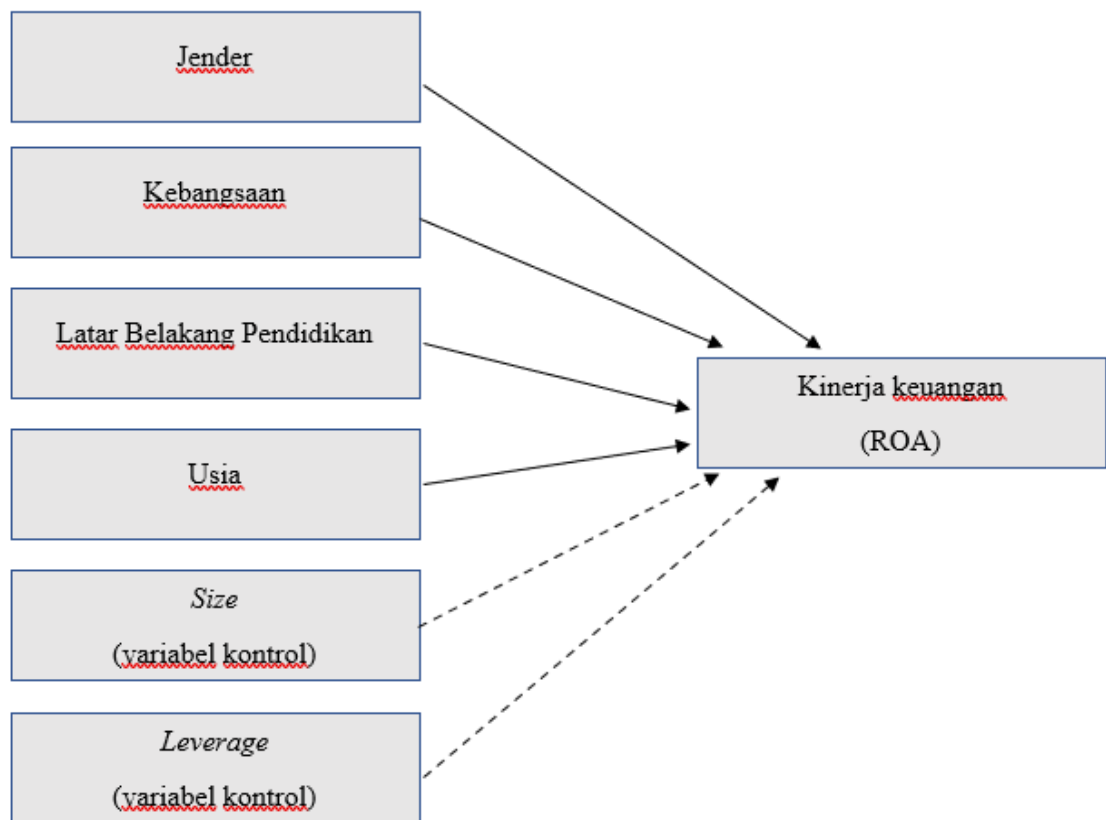 Jender
Kebangsaan
Latar Belakang Pendidikan
Usia
Size
(variabel kontrol)
Leverage
(variabel kontrol)
Kinerja keuangan
(ROA)